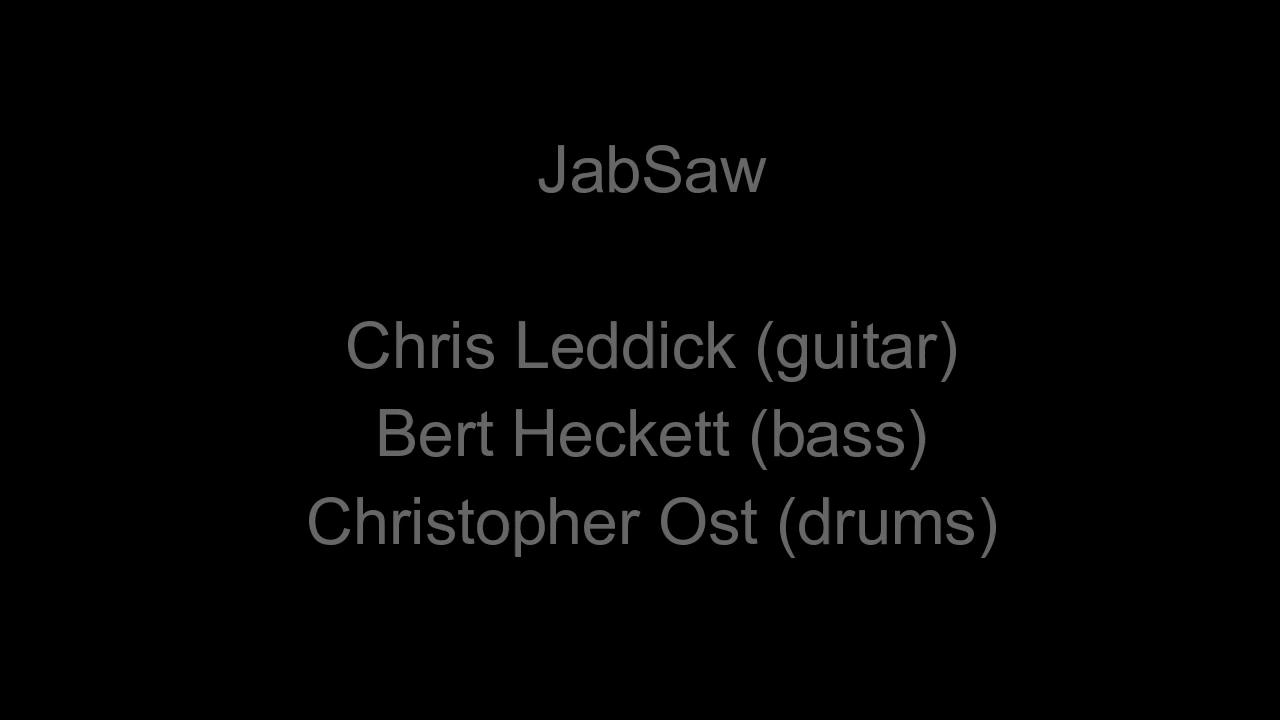 JabSaw
Chris Leddick (guitar)
Bert Heckett (bass)
Christopher Ost (drums)